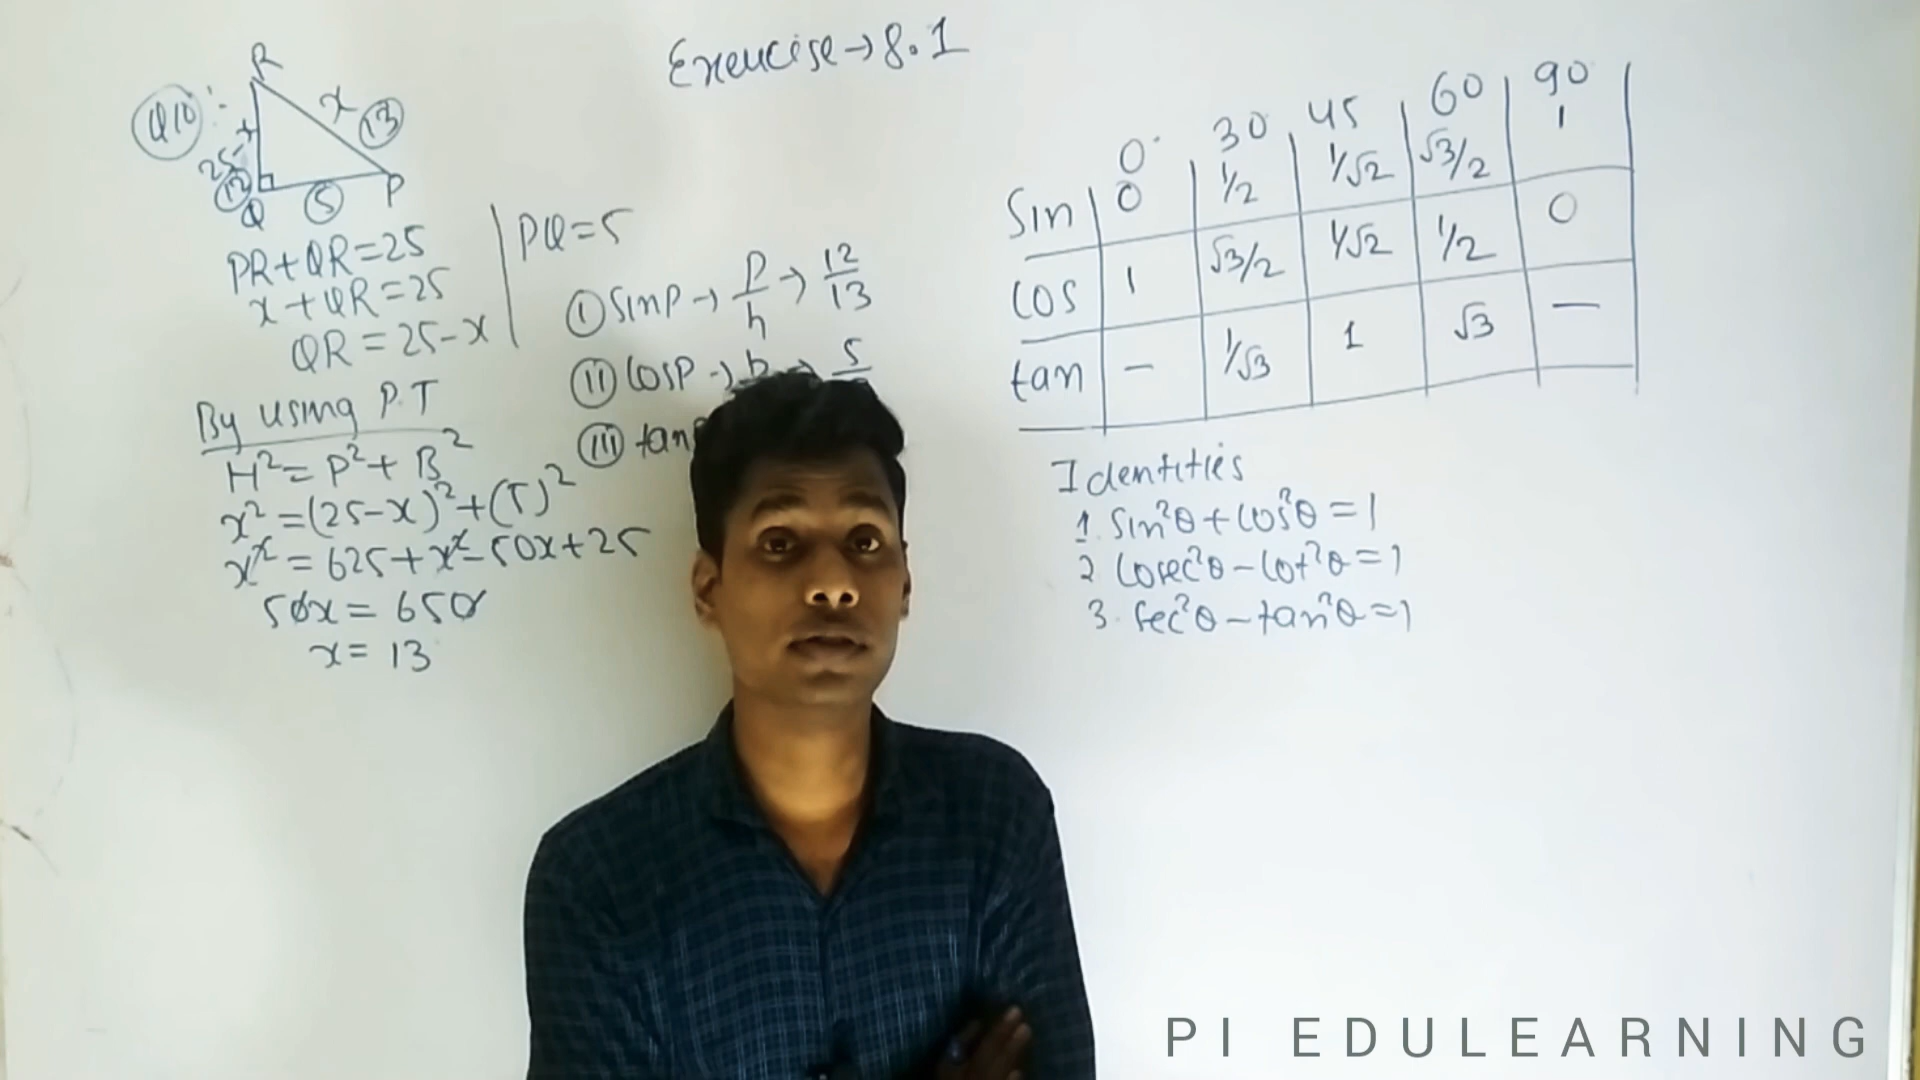 Exercise → 8.1
Q10 :-
R
x
13
25-x
12
Q
5
P
PR+QR=25
x+QR=25
QR = 25-x
By using P.T
H²=P²+B²
x²=(25-x)²+(5)²
x²=625+x²-50x+25
50x=650
x= 13
PQ=5
(i) sinP → p/h → 12/13
(ii) cosP → b → 5
(iii) tan
0° 30 45 60 90
Sin 0 1/2 1/√2 √3/2 1
Cos 1 √3/2 1/√2 1/2 0
tan - 1/√3 1 √3 -
Identities
1. Sin²θ+cos²θ=1
2 Cosec²θ-Cot²θ=1
3. Sec²θ-tan²θ=1
PI EDULEARNING